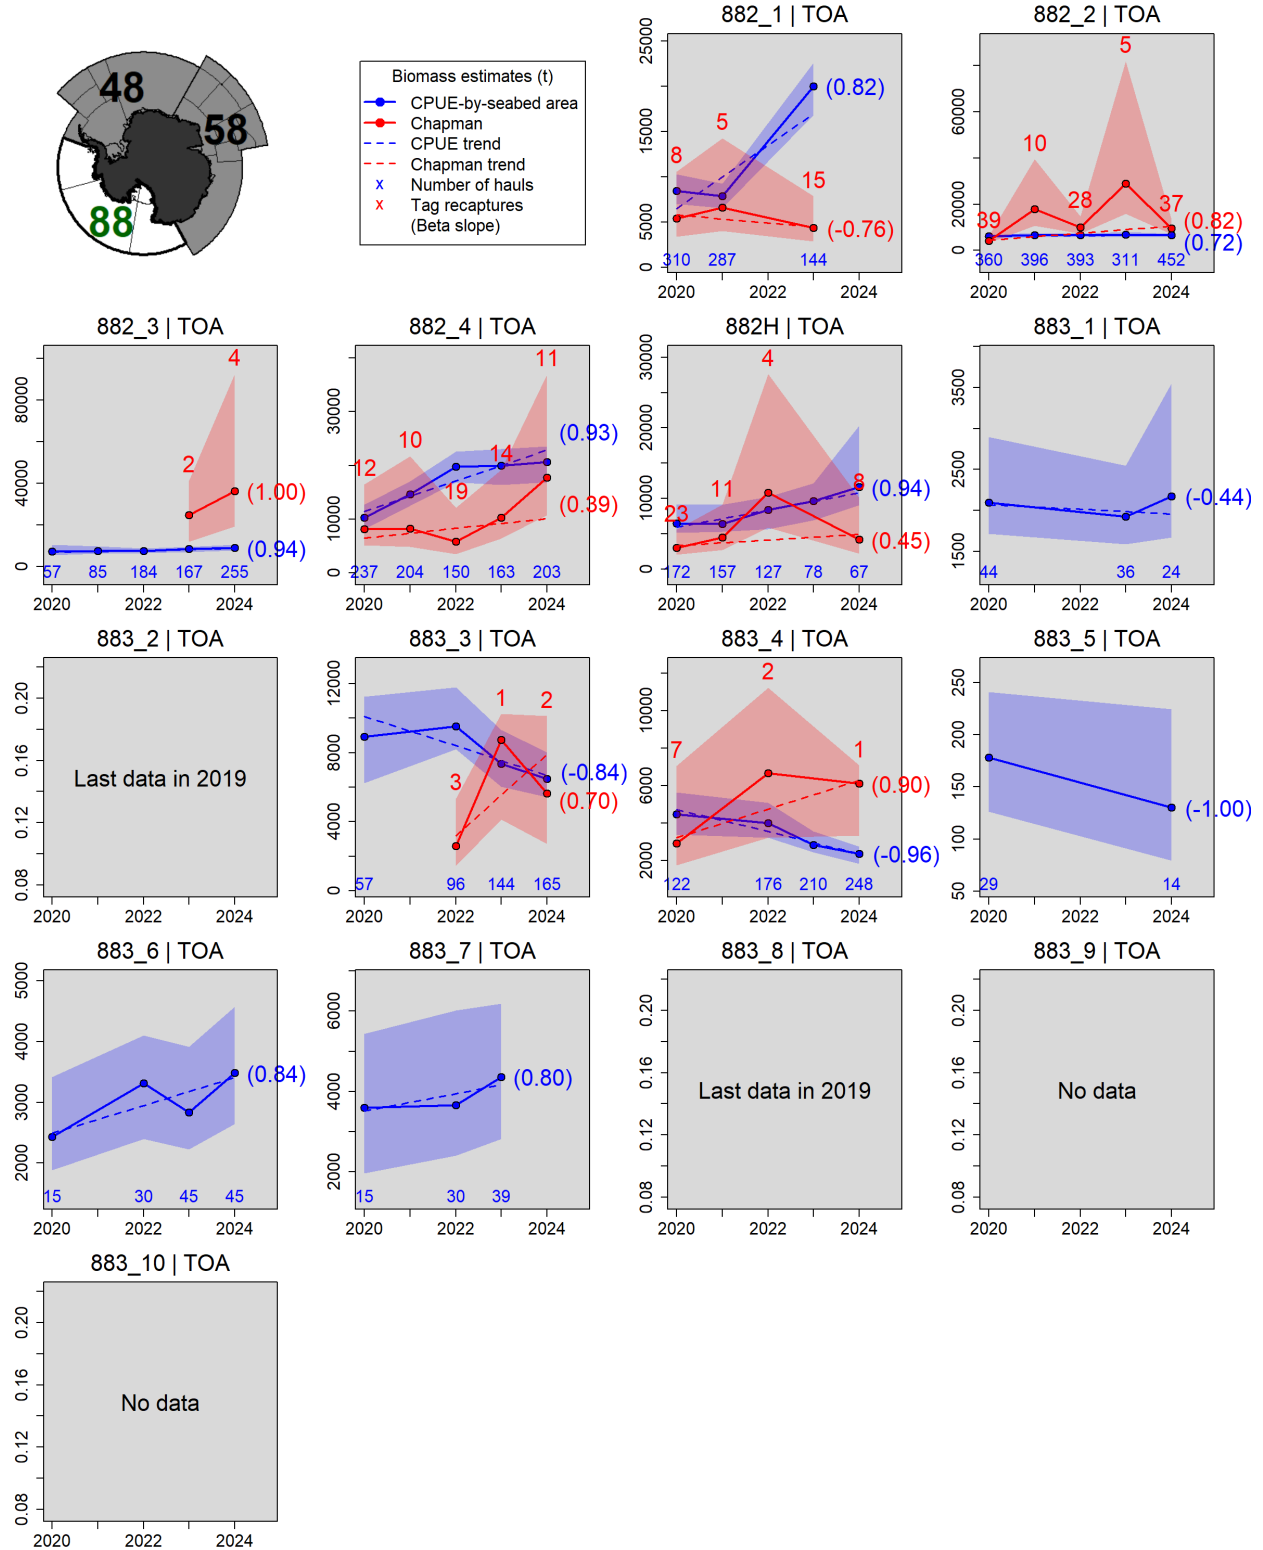 48
58
88
Biomass estimates (t)
CPUE-by-seabed area
Chapman
CPUE trend
Chapman trend
x Number of hauls
x Tag recaptures
(Beta slope)
882_1 | TOA
25000
15000
5000
0
8
5
15
(0.82)
(-0.76)
310 287 144
2020 2022 2024
882_2 | TOA
60000
20000
0
39
10
28
5
37
(0.82)
(0.72)
360 396 393 311 452
2020 2022 2024
882_3 | TOA
80000
40000
0
2
4
(1.00)
(0.94)
57 85 184 167 255
2020 2022 2024
882_4 | TOA
30000
10000
0
12
10
19
14
11
(0.93)
(0.39)
237 204 150 163 203
2020 2022 2024
882H | TOA
30000
20000
10000
0
23
11
4
8
(0.94)
(0.45)
172 157 127 78 67
2020 2022 2024
883_1 | TOA
3500
2500
1500
(-0.44)
44 36 24
2020 2022 2024
883_2 | TOA
0.20
0.16
0.12
0.08
Last data in 2019
2020 2022 2024
883_3 | TOA
12000
8000
4000
0
3
1
2
(-0.84)
(0.70)
57 96 144 165
2020 2022 2024
883_4 | TOA
10000
6000
2000
7
2
1
(0.90)
(-0.96)
122 176 210 248
2020 2022 2024
883_5 | TOA
250
200
150
100
50
(-1.00)
29 14
2020 2022 2024
883_6 | TOA
5000
4000
3000
2000
(0.84)
15 30 45 45
2020 2022 2024
883_7 | TOA
6000
4000
2000
(0.80)
15 30 39
2020 2022 2024
883_8 | TOA
0.20
0.16
0.12
0.08
Last data in 2019
2020 2022 2024
883_9 | TOA
0.20
0.16
0.12
0.08
No data
2020 2022 2024
883_10 | TOA
0.20
0.16
0.12
0.08
No data
2020 2022 2024